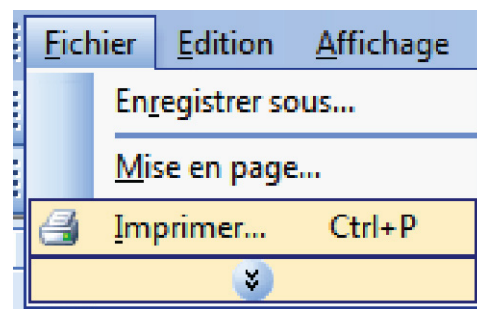 Fichier Edition Affichage
Enregistrer sous...
Mise en page...
Imprimer... Ctrl+P